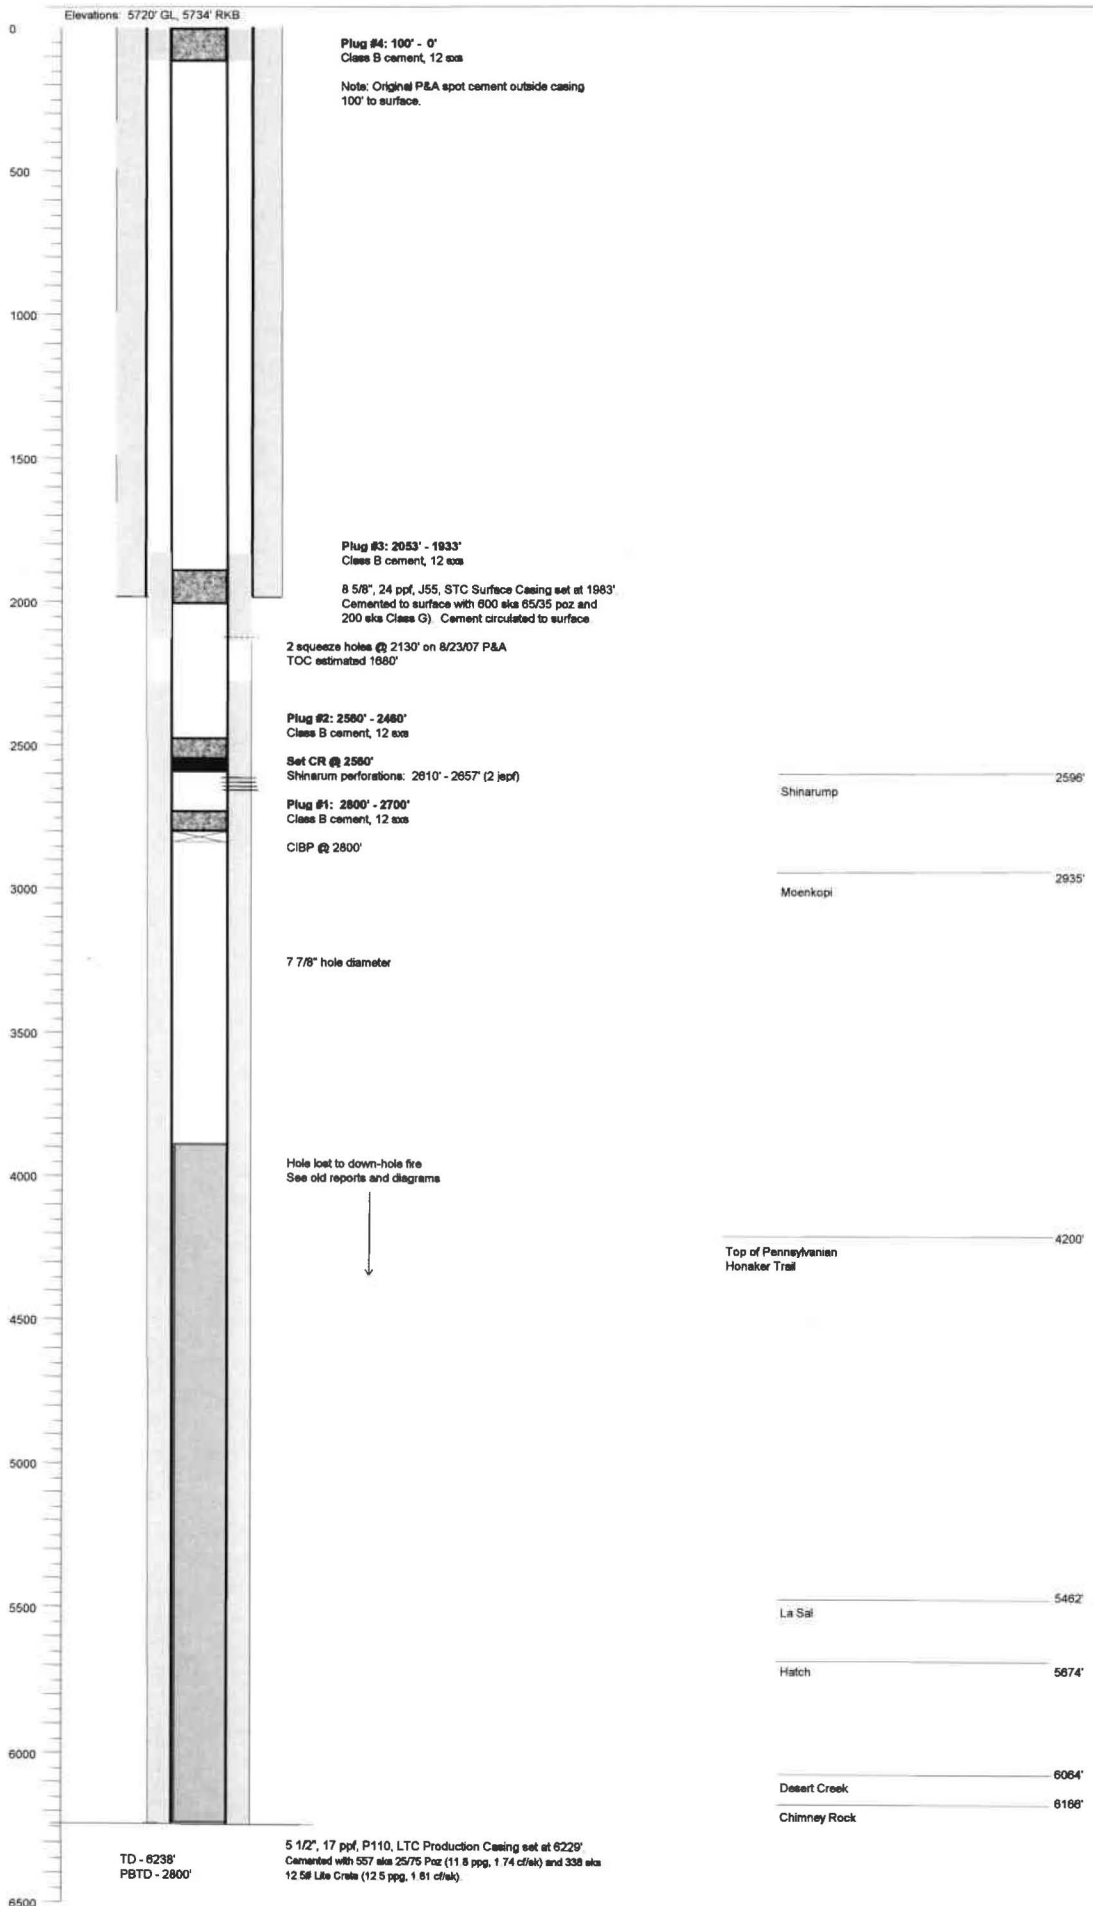 Elevations: 5720' GL, 5734' RKB
0
Plug #4: 100' - 0'
Class B cement, 12 sxs
Note: Original P&A spot cement outside casing
100' to surface.
500
1000
1500
Plug #3: 2053' - 1933'
Class B cement, 12 sxs
8 5/8", 24 ppf, J55, STC Surface Casing set at 1983'.
Cemented to surface with 600 sks 65/35 poz and
200 sks Class G). Cement circulated to surface
2000
2 squeeze holes @ 2130' on 8/23/07 P&A
TOC estimated 1680'
Plug #2: 2560' - 2460'
Class B cement, 12 sxs
2500
Set CR @ 2560'
Shinarum perforations: 2610' - 2657' (2 jspf)
2596'
Shinarump
Plug #1: 2800' - 2700'
Class B cement, 12 sxs
CIBP @ 2800'
2935'
Moenkopi
3000
7 7/8" hole diameter
3500
Hole lost to down-hole fire
See old reports and diagrams
4000
4200'
Top of Pennsylvanian
Honaker Trail
4500
5000
5462'
5500
La Sal
Hatch
5674'
6000
6064'
Desert Creek
6166'
Chimney Rock
5 1/2", 17 ppf, P110, LTC Production Casing set at 6229'
Cemented with 557 sks 25/75 Poz (11.8 ppg, 1.74 cf/sk) and 338 sks
12.5# Lite Crete (12.5 ppg, 1.81 cf/sk).
TD - 6238'
PBTD - 2800'
6500